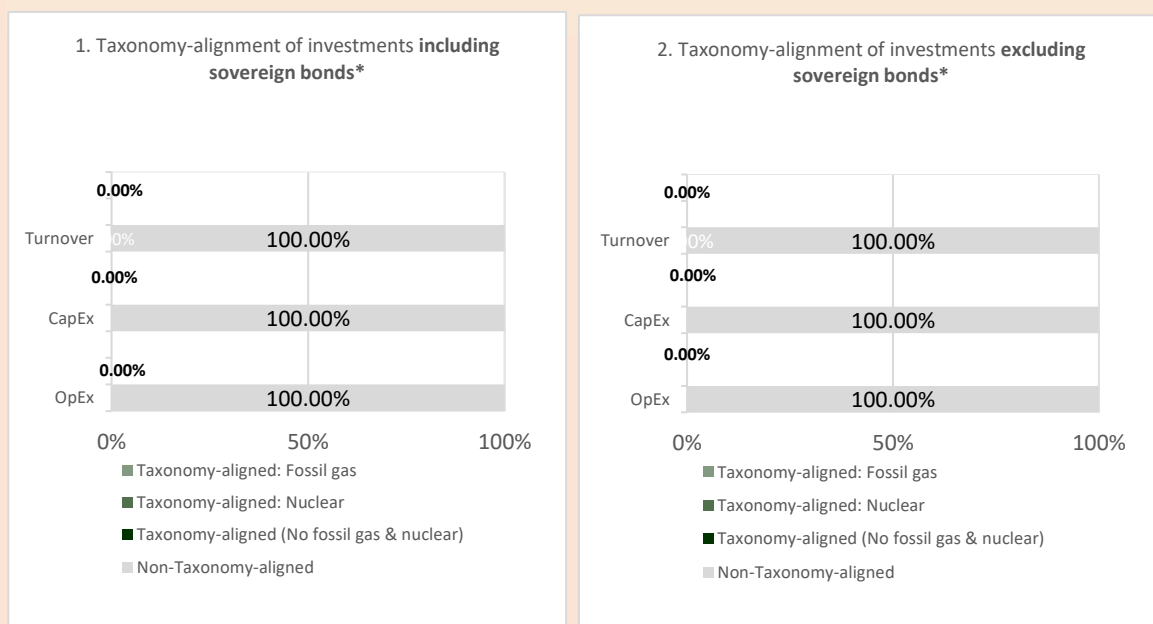 1. Taxonomy-alignment of investments including
sovereign bonds*
0.00%
Turnover 100.00%
0.00%
CapEx 100.00%
0.00%
OpEx 100.00%
0% 50% 100%
Taxonomy-aligned: Fossil gas
Taxonomy-aligned: Nuclear
Taxonomy-aligned (No fossil gas & nuclear)
Non-Taxonomy-aligned
2. Taxonomy-alignment of investments excluding
sovereign bonds*
0.00%
Turnover 100.00%
0.00%
CapEx 100.00%
0.00%
OpEx 100.00%
0% 50% 100%
Taxonomy-aligned: Fossil gas
Taxonomy-aligned: Nuclear
Taxonomy-aligned (No fossil gas & nuclear)
Non-Taxonomy-aligned